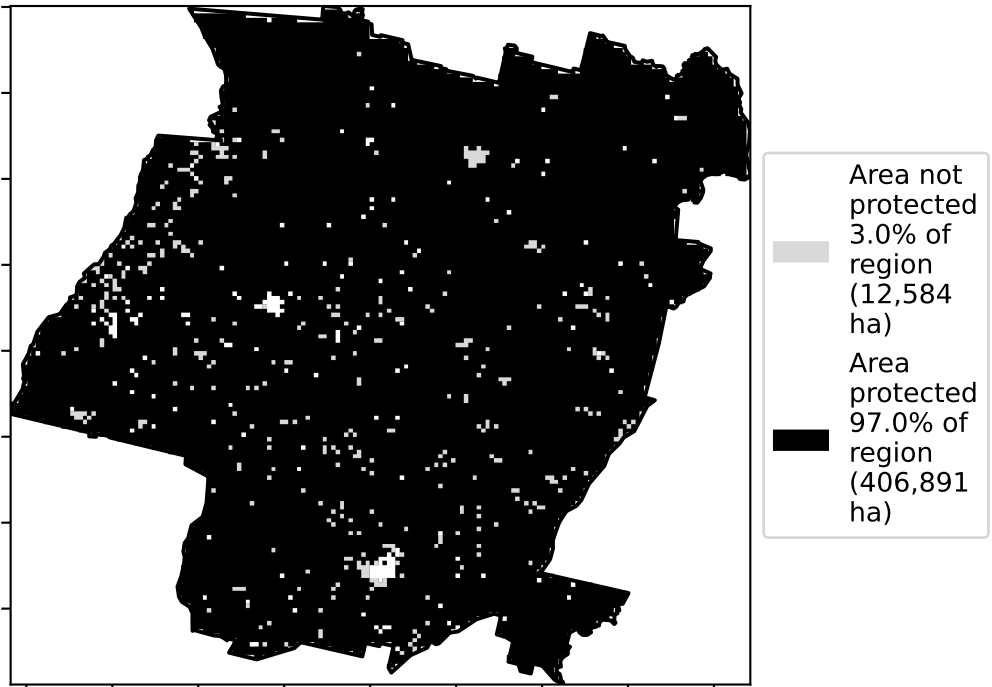 Area not
protected
3.0% of
region
(12,584
ha)
Area
protected
97.0% of
region
(406,891
ha)